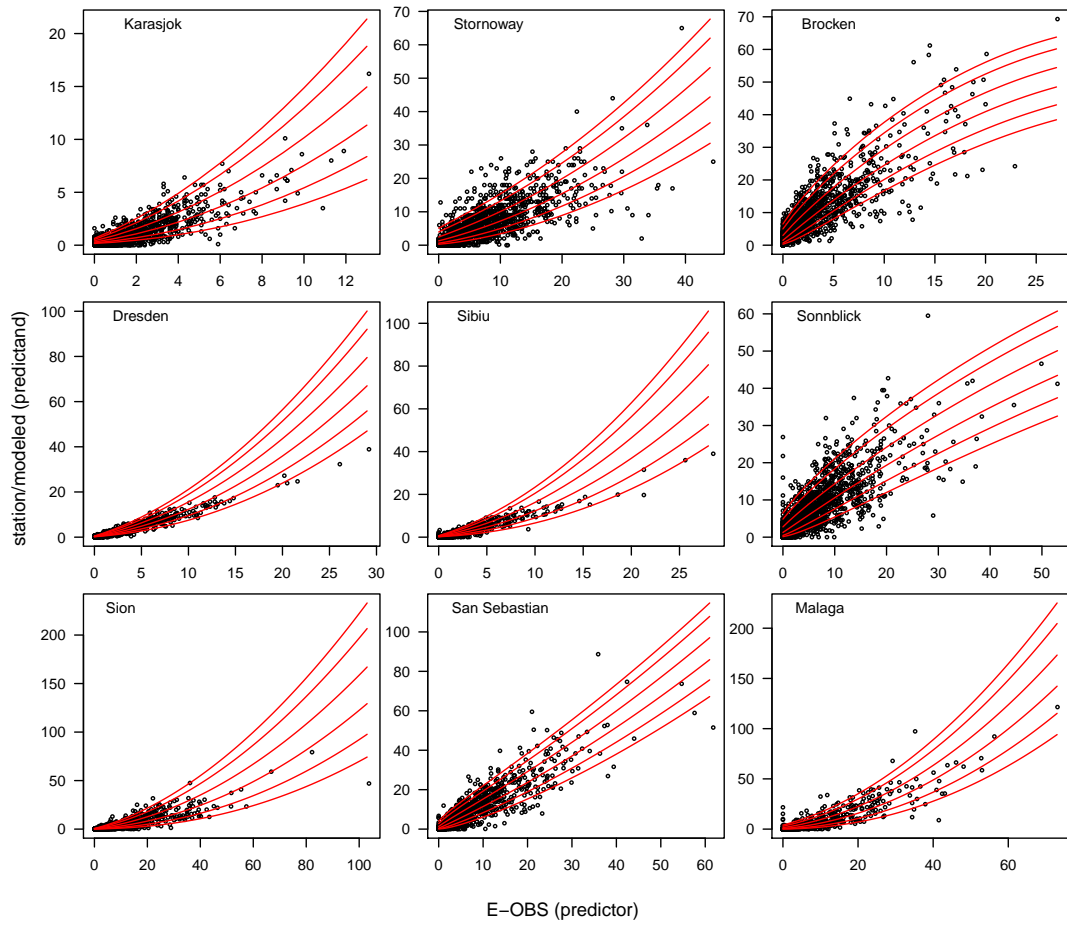 Karasjok
Stornoway
Brocken
20
15
10
5
0
70
60
50
40
30
20
10
0
70
60
50
40
30
20
10
0
0 2 4 6 8 10 12
0 10 20 30 40
0 5 10 15 20 25
Dresden
Sibiu
Sonnblick
100
80
60
40
20
0
100
80
60
40
20
0
60
50
40
30
20
10
0
0 5 10 15 20 25 30
0 5 10 15 20 25
0 10 20 30 40 50
station/modeled (predictand)
Sion
San Sebastian
Malaga
200
150
100
50
0
100
80
60
40
20
0
200
150
100
50
0
0 20 40 60 80 100
0 10 20 30 40 50 60
0 20 40 60
E−OBS (predictor)